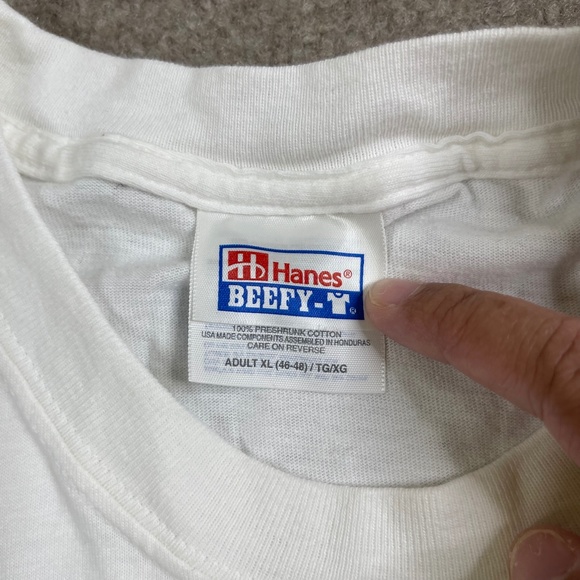 Hanes®
BEEFY-T®
100% PRESHRUNK COTTON
USA MADE COMPONENTS ASSEMBLED IN HONDURAS
CARE ON REVERSE
ADULT XL (46-48) / TG/XG